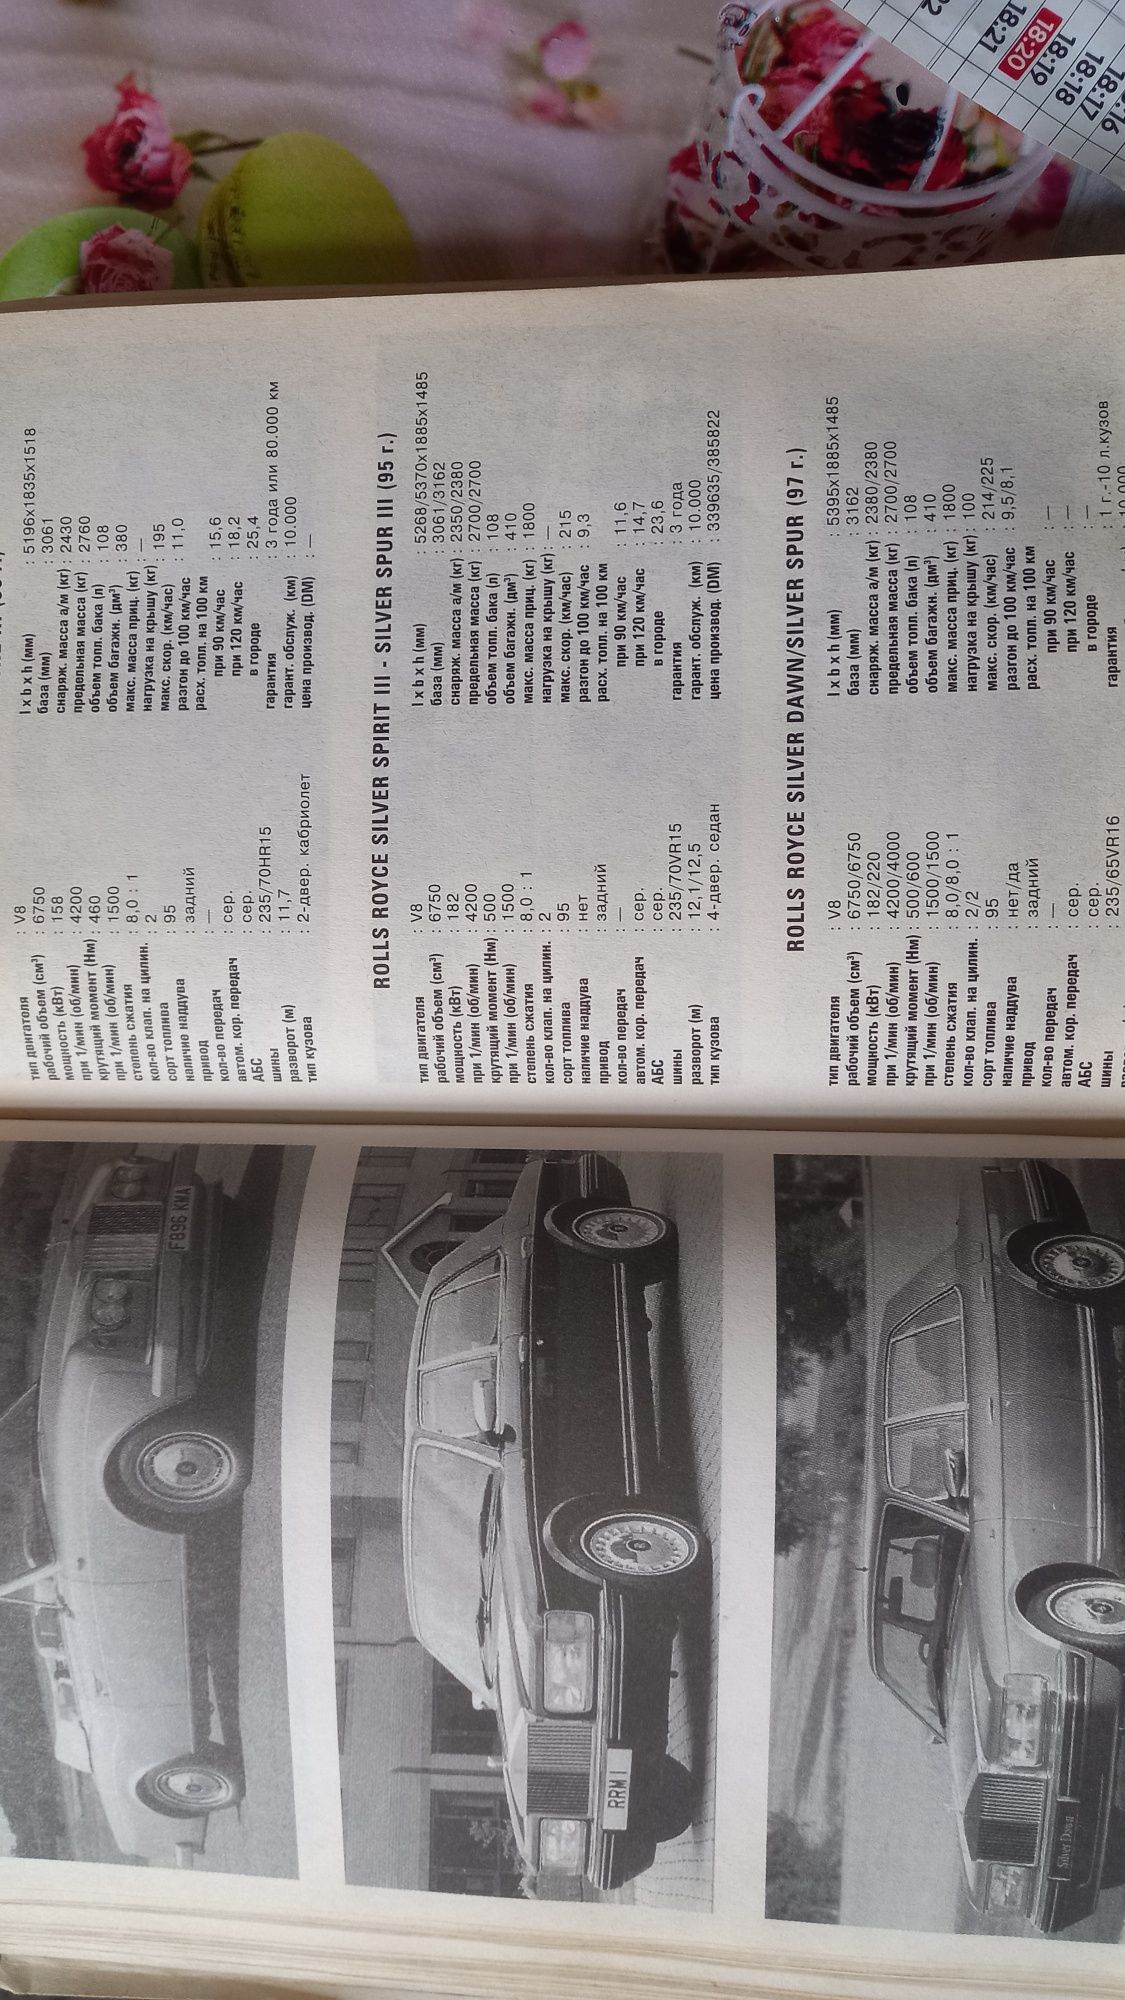 тип двигателя : V8
рабочий объем (см³) : 6750
мощность (кВт) : 158
при 1/мин (об/мин) : 4200
крутящий момент (Нм) : 460
при 1/мин (об/мин) : 1500
степень сжатия : 8,0 : 1
кол-во клап. на цилин. : 2
сорт топлива : 95
наличие наддува
привод : задний
кол-во передач : —
автом. кор. передач : сер.
АБС : сер.
шины : 235/70HR15
разворот (м) : 11,7
тип кузова : 2-двер. кабриолет
l x b x h (мм) : 5196x1835x1518
база (мм) : 3061
снаряж. масса а/м (кг) : 2430
предельная масса (кг) : 2760
объем топл. бака (л) : 108
объем багажн. (дм³) : 380
макс. масса приц. (кг)
нагрузка на крышу (кг) : —
макс. скор. (км/час) : 195
разгон до 100 км/час : 11,0
расх. топл. на 100 км
при 90 км/час : 15,6
при 120 км/час : 18,2
в городе : 25,4
гарантия : 3 года или 80.000 км
гарант. обслуж. (км) : 10.000
цена производ. (DM) : —
ROLLS ROYCE SILVER SPIRIT III - SILVER SPUR III (95 г.)
тип двигателя : V8
рабочий объем (см³) : 6750
мощность (кВт) : 182
при 1/мин (об/мин) : 4200
крутящий момент (Нм) : 500
при 1/мин (об/мин) : 1500
степень сжатия : 8,0 : 1
кол-во клап. на цилин. : 2
сорт топлива : 95
наличие наддува : нет
привод : задний
кол-во передач : —
автом. кор. передач : сер.
АБС : сер.
шины : 235/70VR15
разворот (м) : 12,1/12,5
тип кузова : 4-двер. седан
l x b x h (мм) : 5268/5370x1885x1485
база (мм) : 3061/3162
снаряж. масса а/м (кг) : 2350/2380
предельная масса (кг) : 2700/2700
объем топл. бака (л) : 108
объем багажн. (дм³) : 410
макс. масса приц. (кг) : 1800
нагрузка на крышу (кг) : —
макс. скор. (км/час) : 215
разгон до 100 км/час : 9,3
расх. топл. на 100 км
при 90 км/час : 11,6
при 120 км/час : 14,7
в городе : 23,6
гарантия : 3 года
гарант. обслуж. (км) : 10.000
цена производ. (DM) : 339635/385822
ROLLS ROYCE SILVER DAWN/SILVER SPUR (97 г.)
тип двигателя : V8
рабочий объем (см³) : 6750/6750
мощность (кВт) : 182/220
при 1/мин (об/мин) : 4200/4000
крутящий момент (Нм) : 500/600
при 1/мин (об/мин) : 1500/1500
степень сжатия : 8,0/8,0 : 1
кол-во клап. на цилин. : 2/2
сорт топлива : 95
наличие наддува : нет/да
привод : задний
кол-во передач : —
автом. кор. передач : сер.
АБС : сер.
шины : 235/65VR16
l x b x h (мм) : 5395x1885x1485
база (мм) : 3162
снаряж. масса а/м (кг) : 2380/2380
предельная масса (кг) : 2700/2700
объем топл. бака (л) : 108
объем багажн. (дм³) : 410
макс. масса приц. (кг) : 1800
нагрузка на крышу (кг) : 100
макс. скор. (км/час) : 214/225
разгон до 100 км/час : 9,5/8,1
расх. топл. на 100 км
при 90 км/час : —
при 120 км/час : —
в городе : —
гарантия : 1 г.-10 л.кузов
F896 KMA
RRM 1
Silver Dawn
18:21
18:20
18:19
18:18
18:17